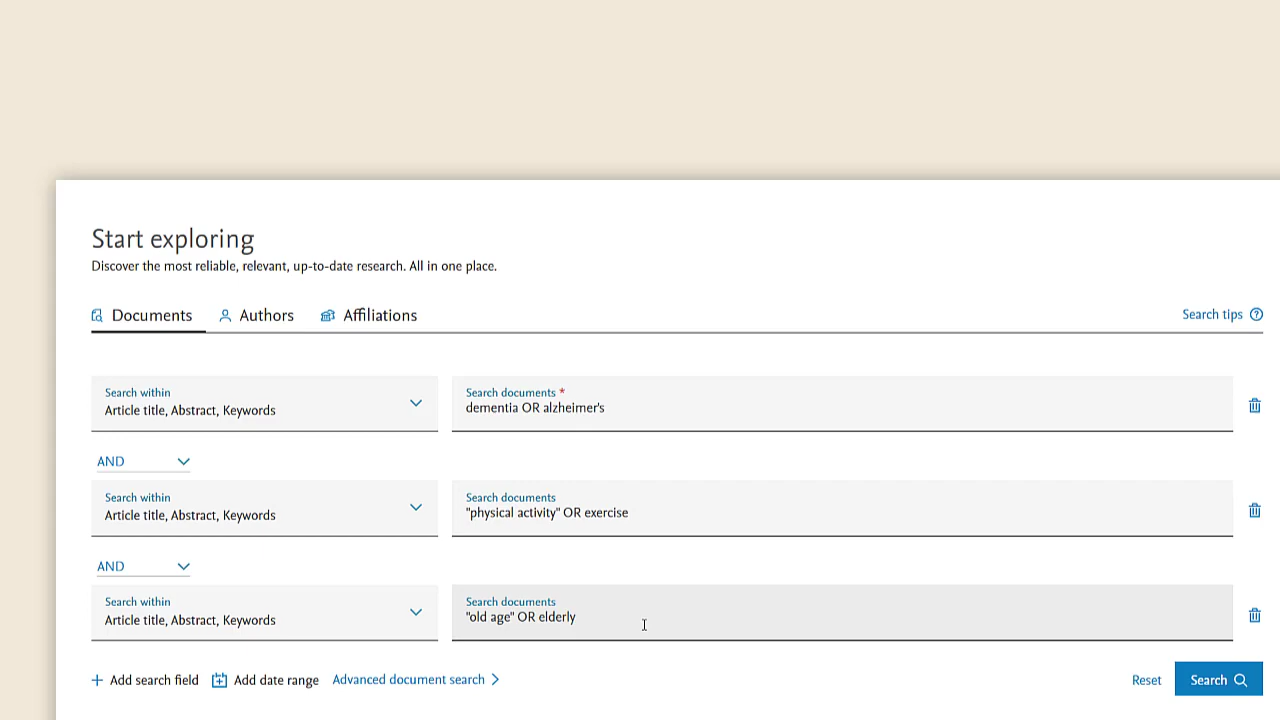 Start exploring
Discover the most reliable, relevant, up-to-date research. All in one place.
Documents Authors Affiliations Search tips
Search within
Article title, Abstract, Keywords
Search documents *
dementia OR alzheimer's
AND
Search within
Article title, Abstract, Keywords
Search documents
"physical activity" OR exercise
AND
Search within
Article title, Abstract, Keywords
Search documents
"old age" OR elderly
Add search field Add date range Advanced document search Reset Search